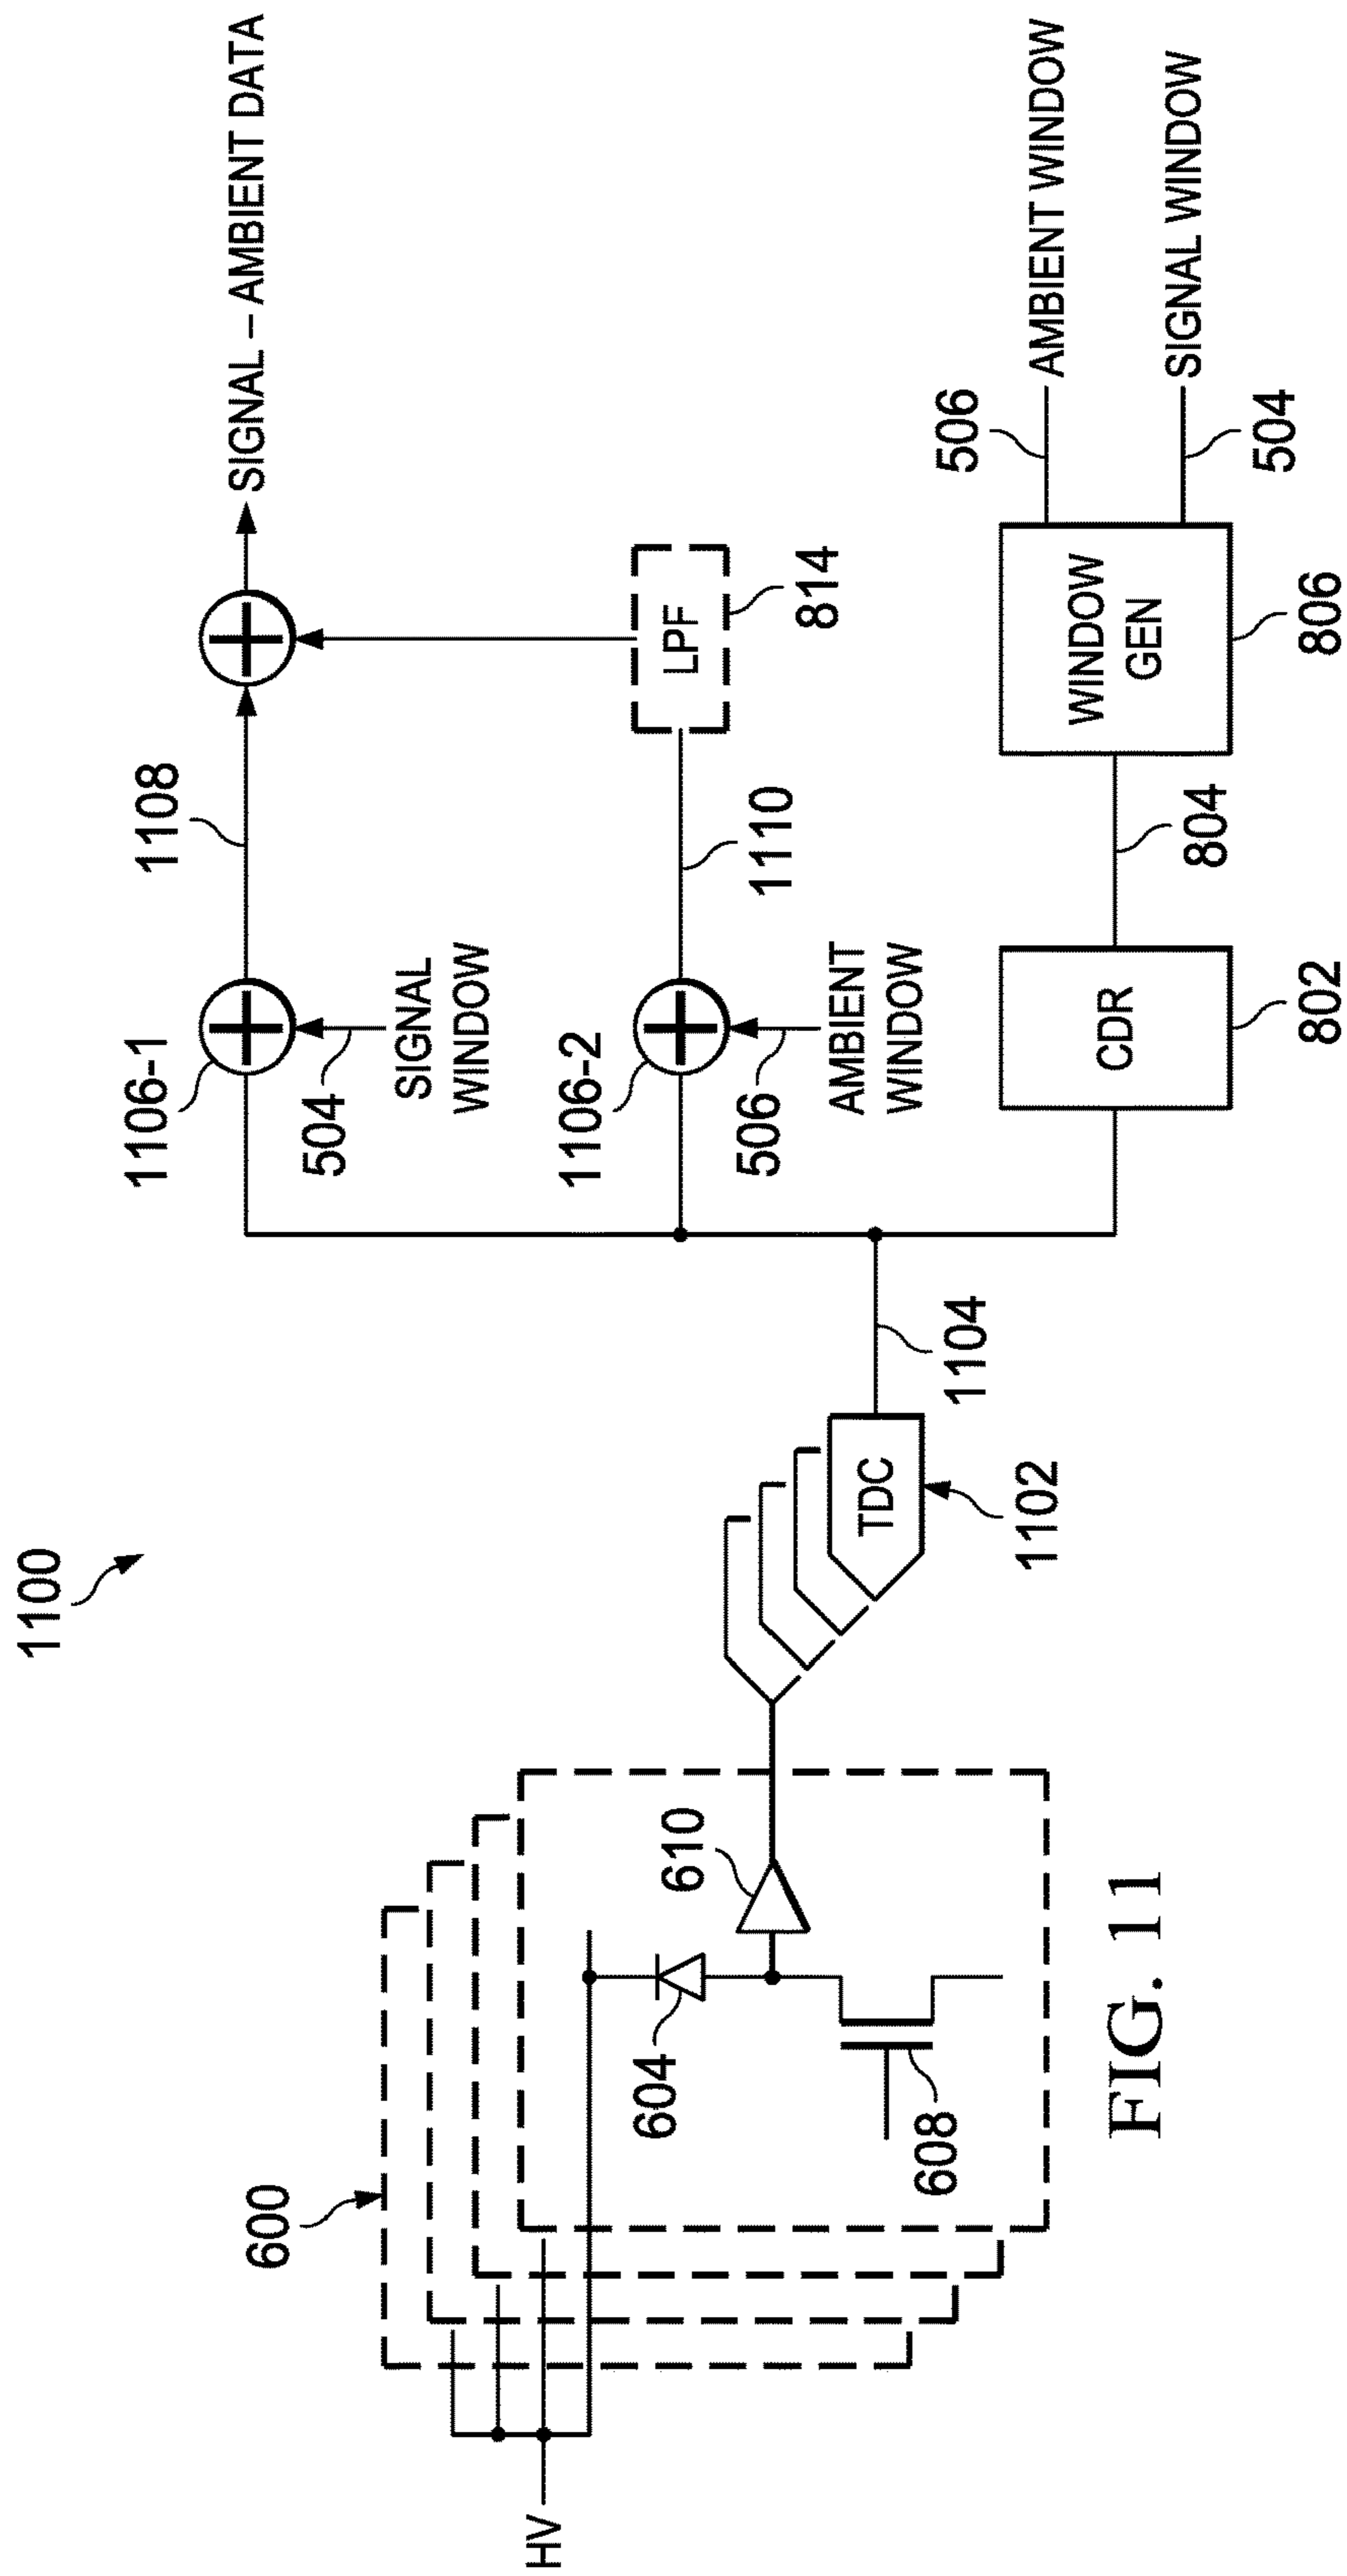 1100
HV
600
604
608
610
TDC
1102
1104
1106-1
504
SIGNAL
WINDOW
1108
SIGNAL – AMBIENT DATA
1106-2
506
AMBIENT
WINDOW
1110
LPF
814
CDR
802
804
WINDOW
GEN
806
506
AMBIENT WINDOW
504
SIGNAL WINDOW
FIG. 11